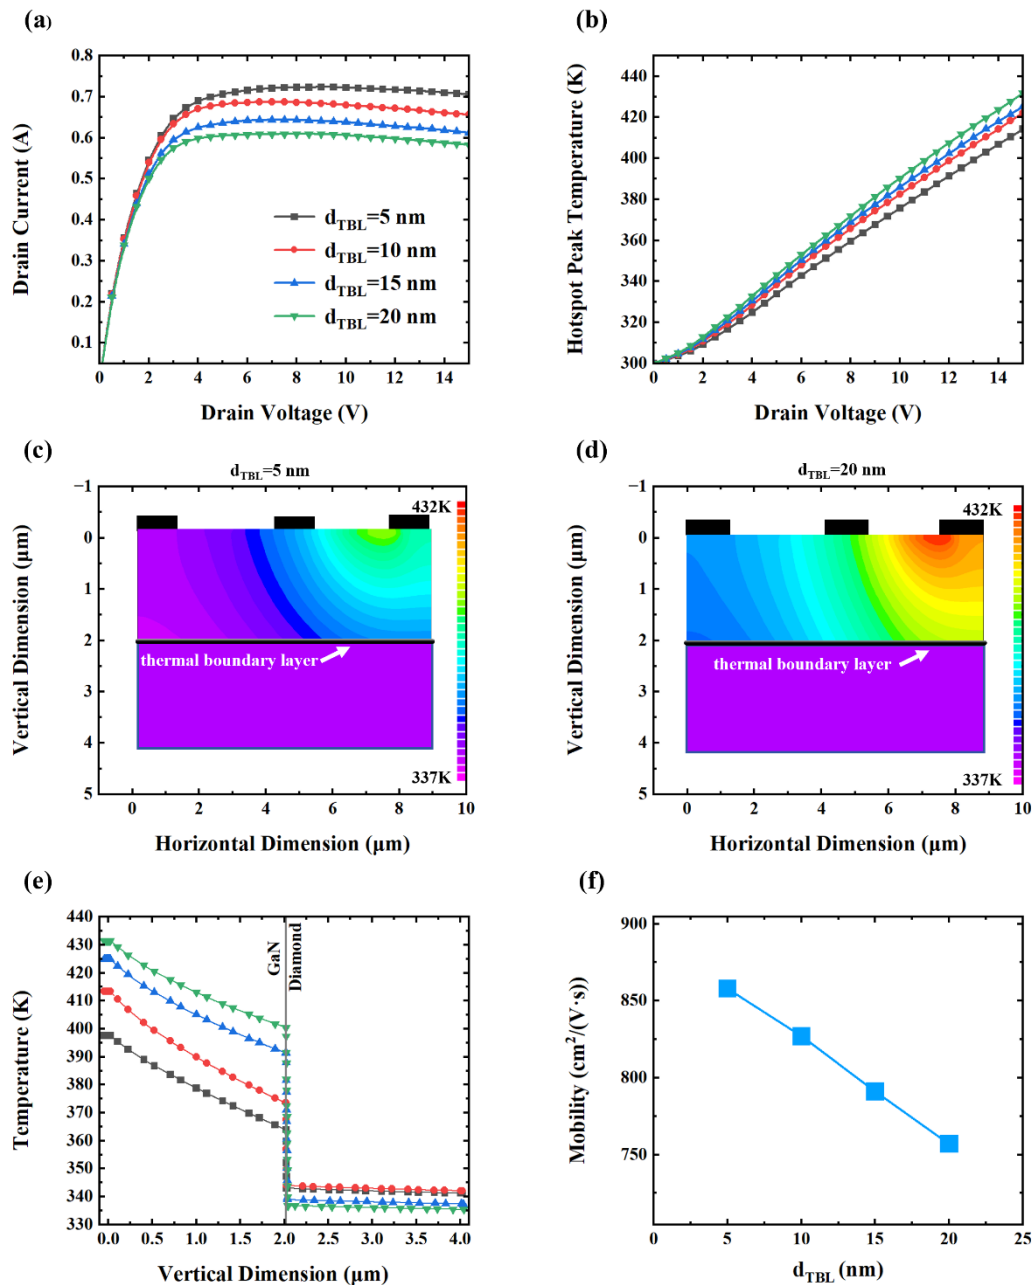 (a)
0.8
0.7
0.6
0.5
0.4
0.3
0.2
0.1
0 2 4 6 8 10 12 14
Drain Current (A)
Drain Voltage (V)
dTBL=5 nm
dTBL=10 nm
dTBL=15 nm
dTBL=20 nm
(b)
440
420
400
380
360
340
320
300
0 2 4 6 8 10 12 14
Hotspot Peak Temperature (K)
Drain Voltage (V)
(c)
dTBL=5 nm
−1
0
1
2
3
4
5
0 2 4 6 8 10
Vertical Dimension (μm)
Horizontal Dimension (μm)
432K
337K
thermal boundary layer
(d)
dTBL=20 nm
−1
0
1
2
3
4
5
0 2 4 6 8 10
Vertical Dimension (μm)
Horizontal Dimension (μm)
432K
337K
thermal boundary layer
(e)
440
430
420
410
400
390
380
370
360
350
340
330
0.0 0.5 1.0 1.5 2.0 2.5 3.0 3.5 4.0
Temperature (K)
Vertical Dimension (μm)
GaN
Diamond
(f)
900
850
800
750
0 5 10 15 20 25
Mobility (cm²/(V·s))
dTBL (nm)